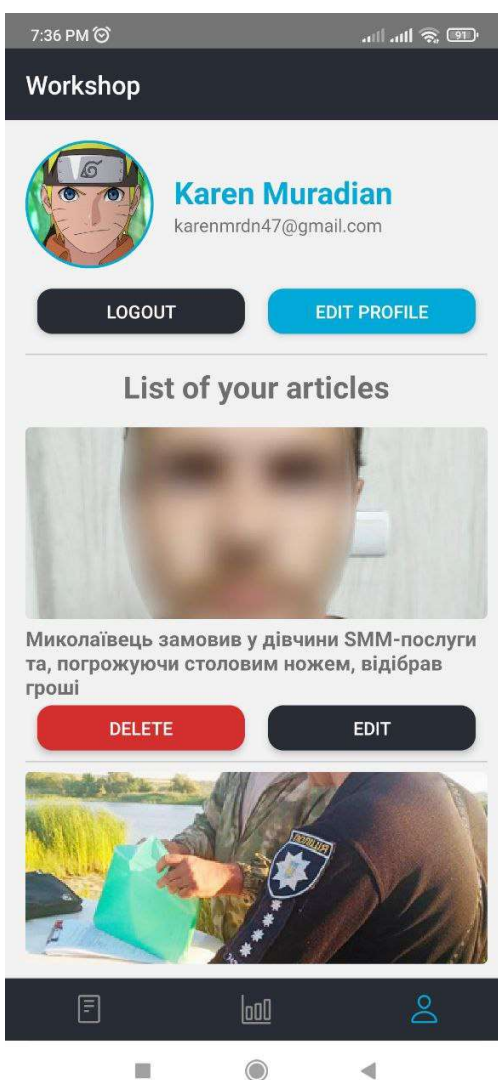 7:36 PM
91
Workshop
Karen Muradian
karenmrdn47@gmail.com
LOGOUT
EDIT PROFILE
List of your articles
Миколаївець замовив у дівчини SMM-послуги
та, погрожуючи столовим ножем, відібрав
гроші
DELETE
EDIT
ПОЛІЦІЯ